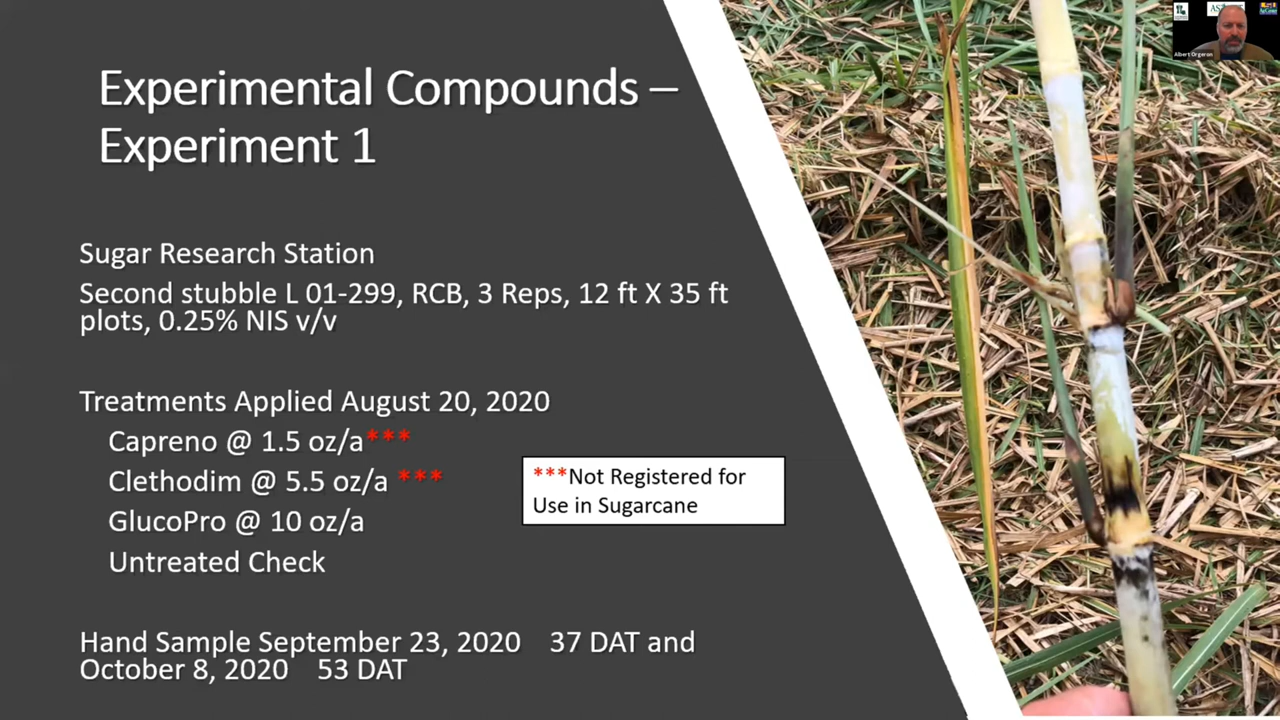 Experimental Compounds –
Experiment 1
Sugar Research Station
Second stubble L 01-299, RCB, 3 Reps, 12 ft X 35 ft
plots, 0.25% NIS v/v
Treatments Applied August 20, 2020
Capreno @ 1.5 oz/a***
Clethodim @ 5.5 oz/a ***
GlucoPro @ 10 oz/a
Untreated Check
***Not Registered for
Use in Sugarcane
Hand Sample September 23, 2020 37 DAT and
October 8, 2020 53 DAT
Albert Orgeron